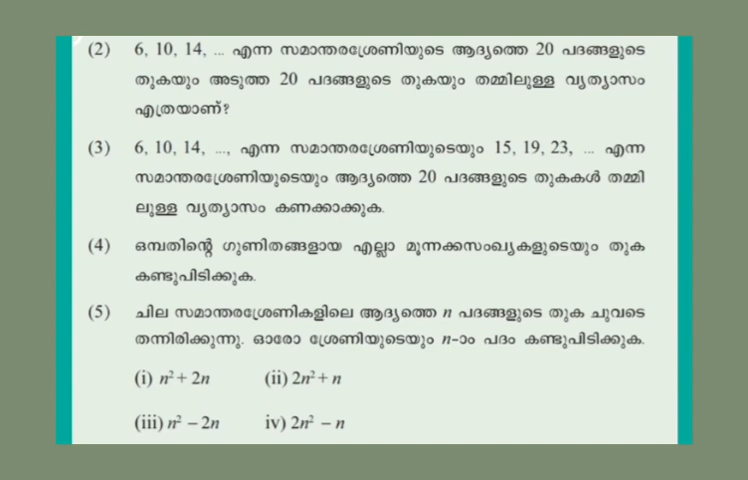 (2) 6, 10, 14, ... എന്ന സമാന്തരശ്രേണിയുടെ ആദ്യത്തെ 20 പദങ്ങളുടെ
തുകയും അടുത്ത 20 പദങ്ങളുടെ തുകയും തമ്മിലുള്ള വ്യത്യാസം
എത്രയാണ്?
(3) 6, 10, 14, ..., എന്ന സമാന്തരശ്രേണിയുടെയും 15, 19, 23, ... എന്ന
സമാന്തരശ്രേണിയുടെയും ആദ്യത്തെ 20 പദങ്ങളുടെ തുകകൾ തമ്മി
ലുള്ള വ്യത്യാസം കണക്കാക്കുക.
(4) ഒമ്പതിന്റെ ഗുണിതങ്ങളായ എല്ലാ മൂന്നക്കസംഖ്യകളുടെയും തുക
കണ്ടുപിടിക്കുക.
(5) ചില സമാന്തരശ്രേണികളിലെ ആദ്യത്തെ n പദങ്ങളുടെ തുക ചുവടെ
തന്നിരിക്കുന്നു. ഓരോ ശ്രേണിയുടെയും n-ാം പദം കണ്ടുപിടിക്കുക.
(i) n² + 2n (ii) 2n² + n
(iii) n² − 2n iv) 2n² − n